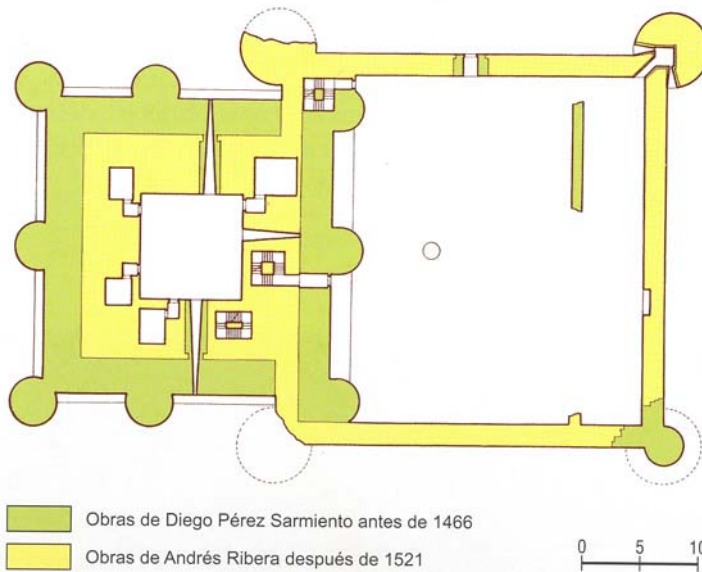 Obras de Diego Pérez Sarmiento antes de 1466
Obras de Andrés Ribera después de 1521
0 5 10